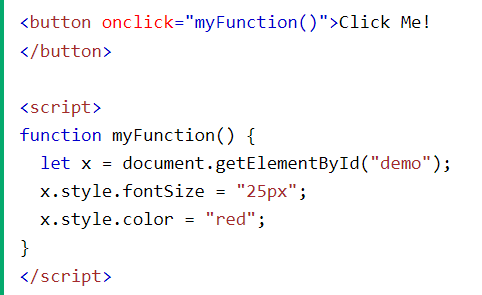 <button onclick="myFunction()">Click Me!
</button>

<script>
function myFunction() {
  let x = document.getElementById("demo");
  x.style.fontSize = "25px";
  x.style.color = "red";
}
</script>